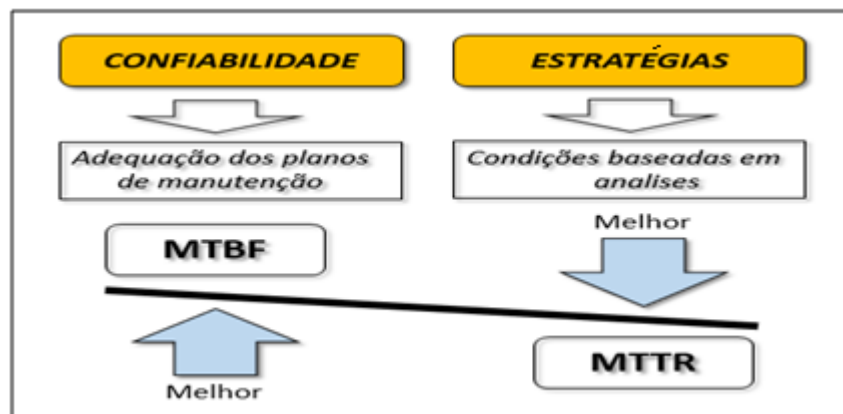 CONFIABILIDADE
Adequação dos planos
de manutenção
MTBF
Melhor
ESTRATÉGIAS
Condições baseadas em
analises
Melhor
MTTR